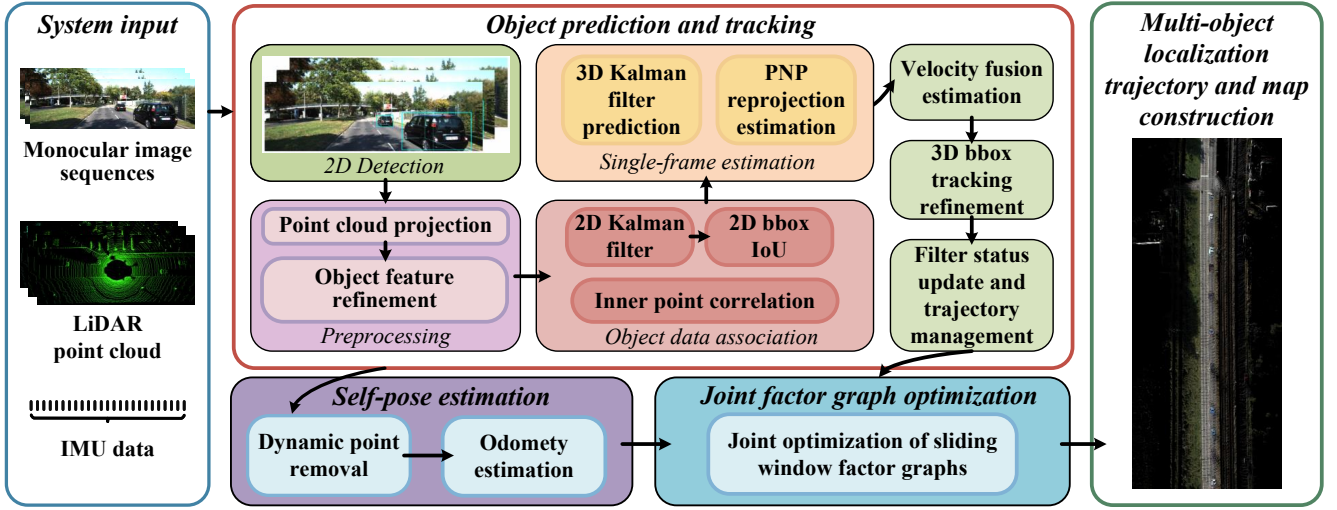 System input
Monocular image
sequences
LiDAR
point cloud
IMU data
Object prediction and tracking
2D Detection
Point cloud projection
Object feature
refinement
Preprocessing
3D Kalman
filter
prediction
PNP
reprojection
estimation
Single-frame estimation
2D Kalman
filter
2D bbox
IoU
Inner point correlation
Object data association
Velocity fusion
estimation
3D bbox
tracking
refinement
Filter status
update and
trajectory
management
Self-pose estimation
Dynamic point
removal
Odomety
estimation
Joint factor graph optimization
Joint optimization of sliding
window factor graphs
Multi-object
localization
trajectory and map
construction